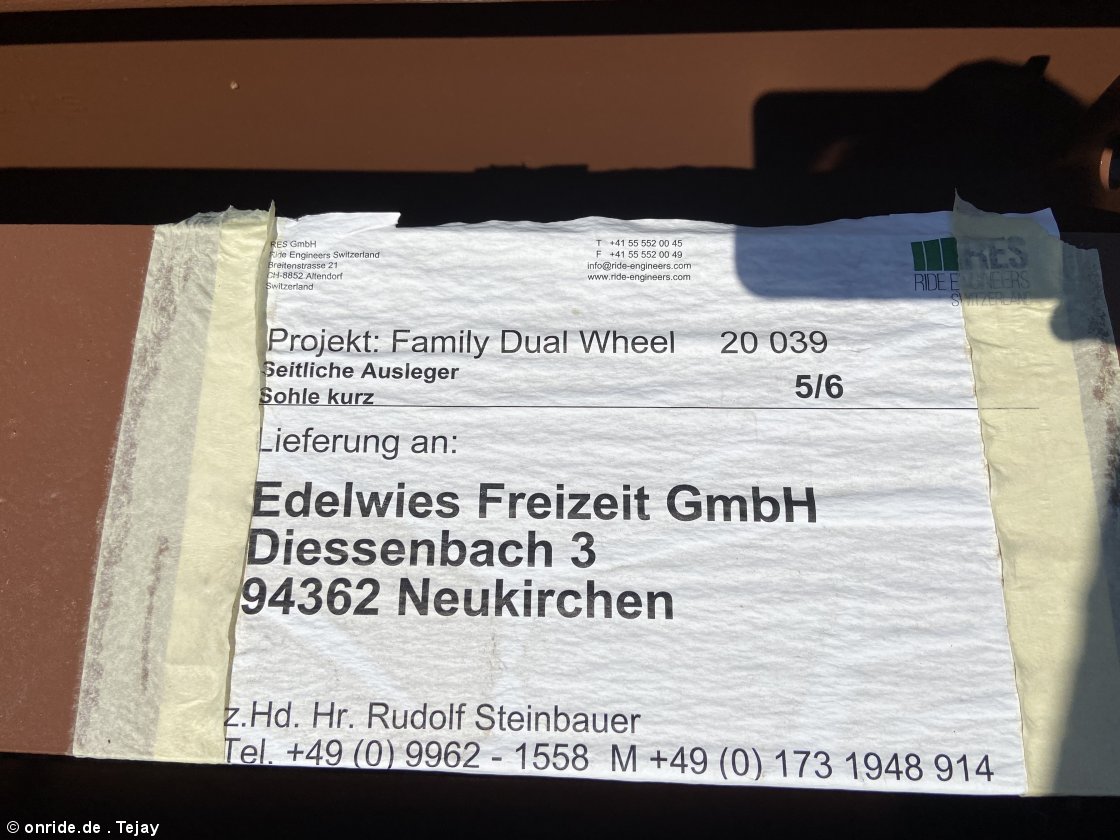 RES GmbH
Ride Engineers Switzerland
Breitenstrasse 21
CH-8852 Altendorf
Switzerland
T +41 55 552 00 45
F +41 55 552 00 49
info@ride-engineers.com
www.ride-engineers.com
RES
RIDE ENGINEERS
SWITZERLAND
Projekt: Family Dual Wheel 20 039
Seitliche Ausleger
5/6
Sohle kurz
Lieferung an:
Edelwies Freizeit GmbH
Diessenbach 3
94362 Neukirchen
z.Hd. Hr. Rudolf Steinbauer
Tel. +49 (0) 9962 - 1558 M +49 (0) 173 1948 914
© onride.de . Tejay